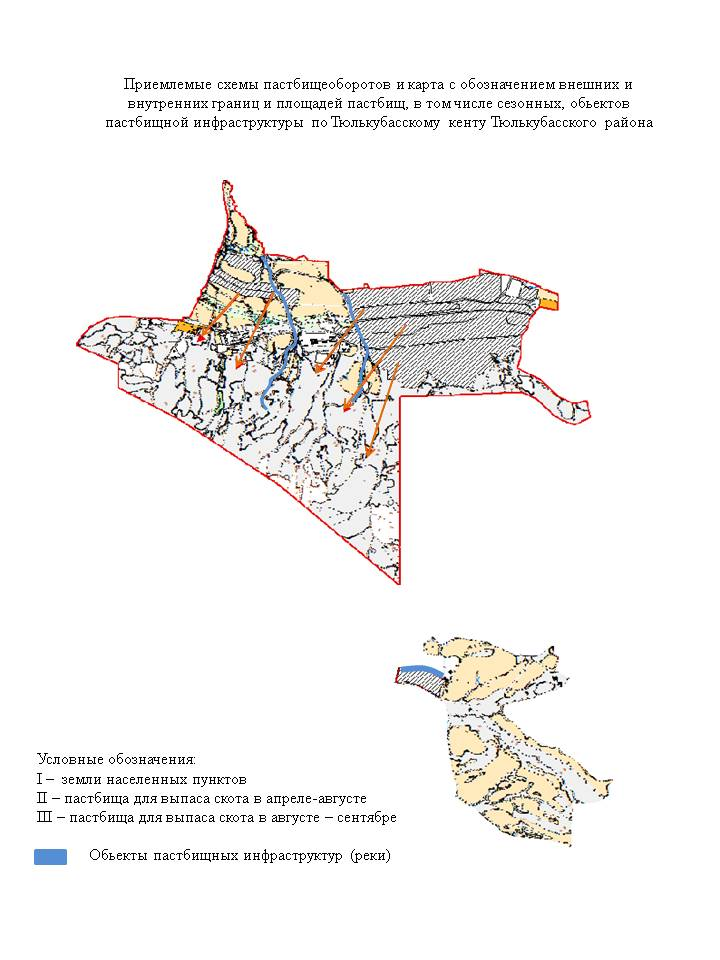 Приемлемые схемы пастбищеоборотов и карта с обозначением внешних и
внутренних границ и площадей пастбищ, в том числе сезонных, обьектов
пастбищной инфраструктуры по Тюлькубасскому кенту Тюлькубасского района
Условные обозначения:
I – земли населенных пунктов
II – пастбища для выпаса скота в апреле-августе
III – пастбища для выпаса скота в августе – сентябре
Обьекты пастбищных инфраструктур (реки)